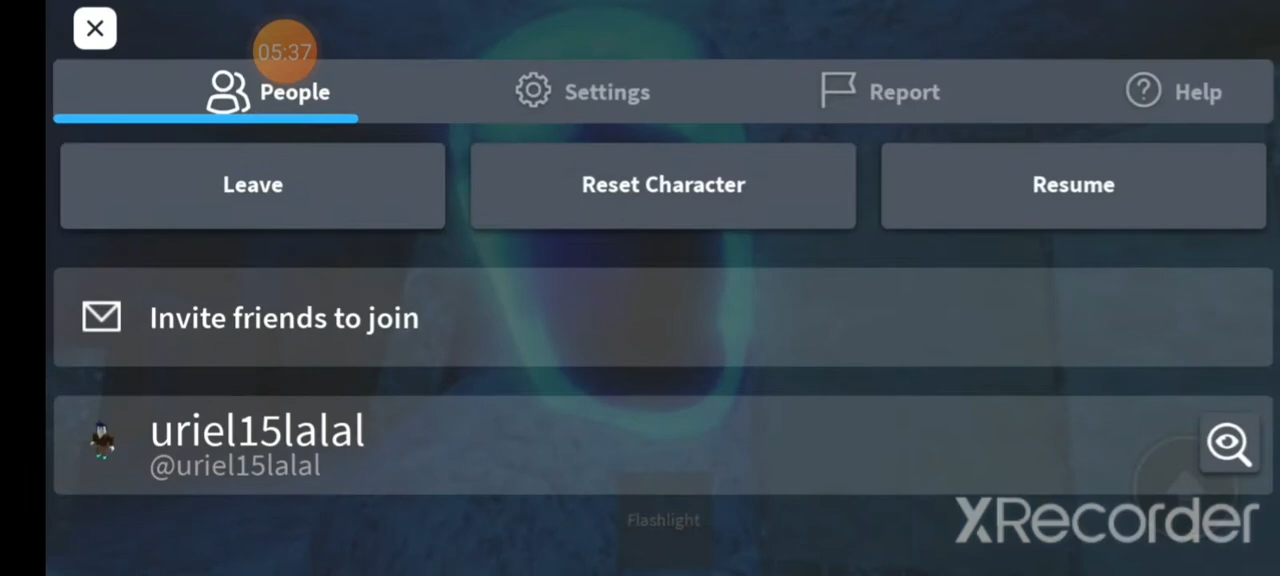 05:37
People
Settings
Report
Help
Leave
Reset Character
Resume
Invite friends to join
uriel15lalal
@uriel15lalal
Flashlight
XRecorder